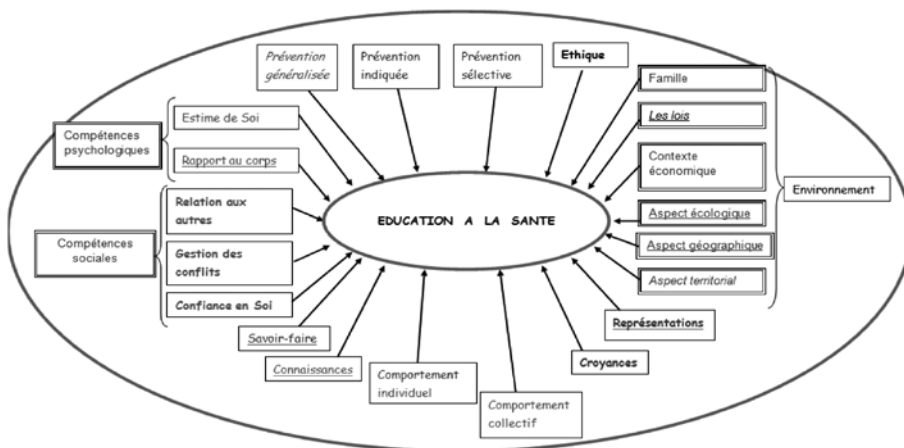 Prévention
généralisée
Prévention
indiquée
Prévention
sélective
Ethique
Famille
Les lois
Contexte
économique
Aspect écologique
Aspect géographique
Aspect territorial
Environnement
Compétences
psychologiques
Estime de Soi
Rapport au corps
Compétences
sociales
Relation aux
autres
Gestion des
conflits
Confiance en Soi
EDUCATION A LA SANTE
Savoir-faire
Connaissances
Comportement
individuel
Comportement
collectif
Croyances
Représentations